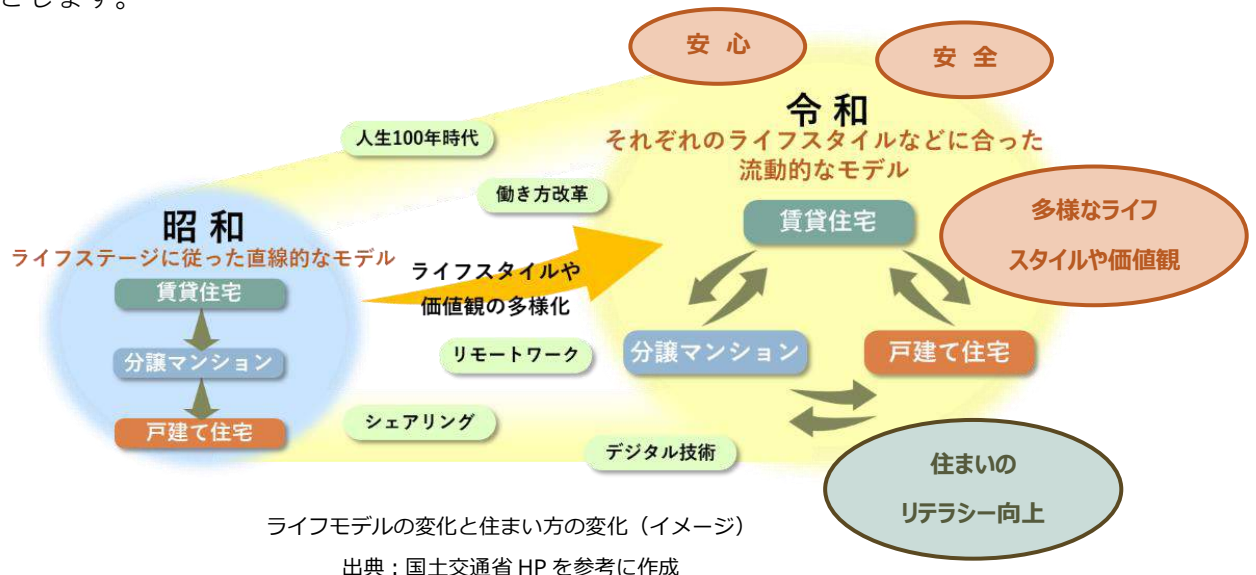 とします。
安 心
安 全
令 和
それぞれのライフスタイルなどに合った
流動的なモデル
人生100年時代
働き方改革
賃貸住宅
多様なライフ
スタイルや価値観
昭 和
ライフステージに従った直線的なモデル
賃貸住宅
分譲マンション
戸建て住宅
ライフスタイルや
価値観の多様化
リモートワーク
分譲マンション
戸建て住宅
シェアリング
デジタル技術
住まいの
リテラシー向上
ライフモデルの変化と住まい方の変化（イメージ）
出典：国土交通省 HP を参考に作成